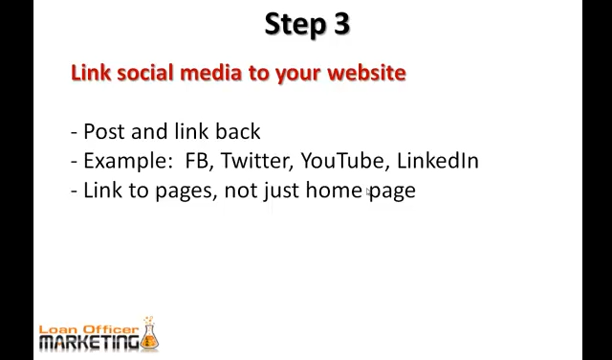 Step 3
Link social media to your website
- Post and link back
- Example:  FB, Twitter, YouTube, LinkedIn
- Link to pages, not just home page
Loan Officer
MARKETING